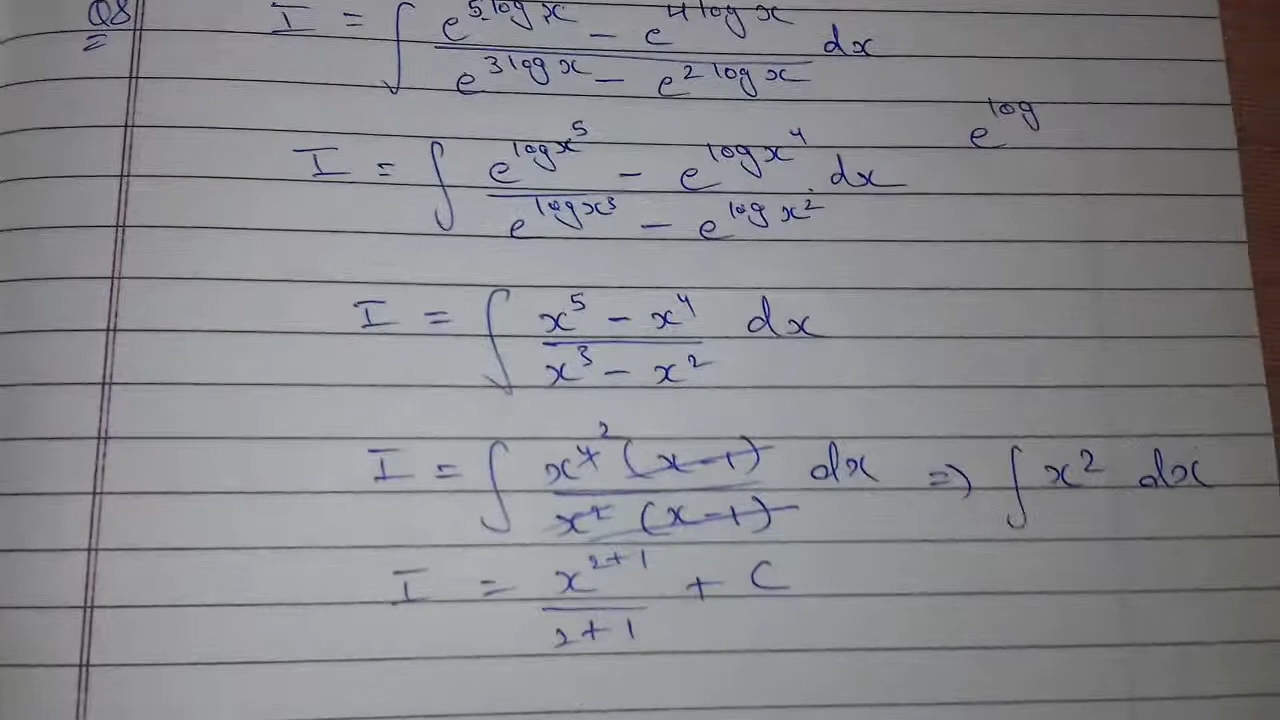 Q8 I = ∫ (e^(5 log x) − e^(4 log x)) / (e^(3 log x) − e^(2 log x)) dx
e^log
I = ∫ (e^(log x^5) − e^(log x^4)) / (e^(log x^3) − e^(log x^2)) . dx
I = ∫ (x^5 − x^4) / (x^3 − x^2) dx
I = ∫ (x^4^2 (x−1)) / (x^2 (x−1)) dx ⇒ ∫ x^2 dx
I = x^(2+1) / (2+1) + C